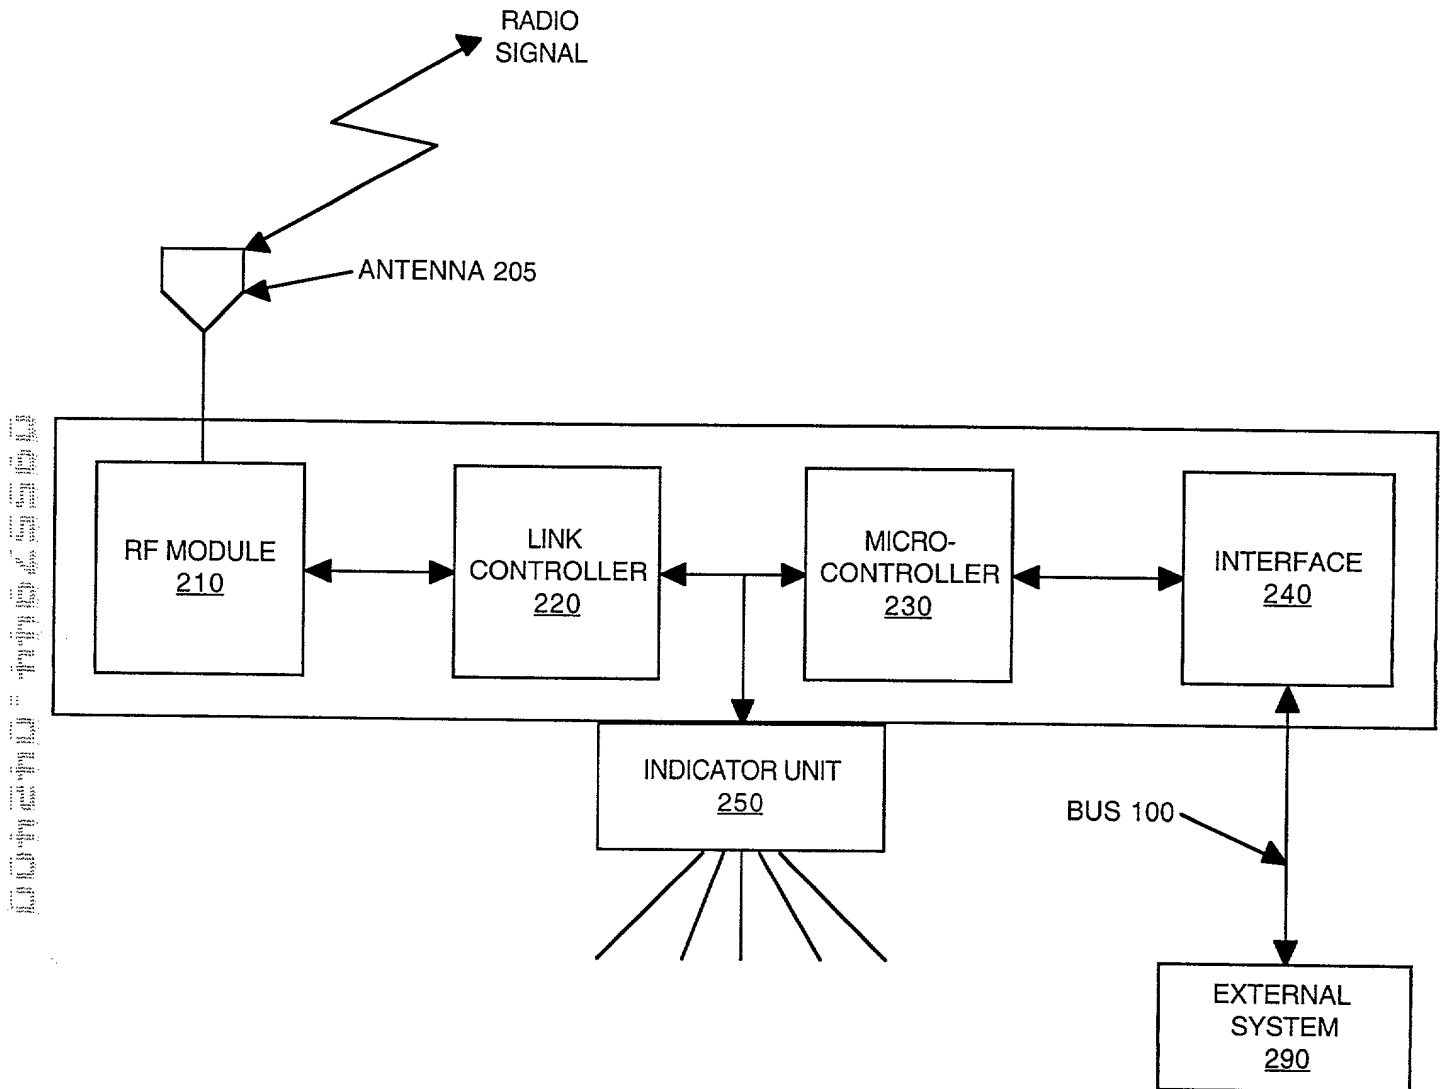 RADIO
SIGNAL
ANTENNA 205
RF MODULE
210
LINK
CONTROLLER
220
MICRO-
CONTROLLER
230
INTERFACE
240
INDICATOR UNIT
250
BUS 100
EXTERNAL
SYSTEM
290